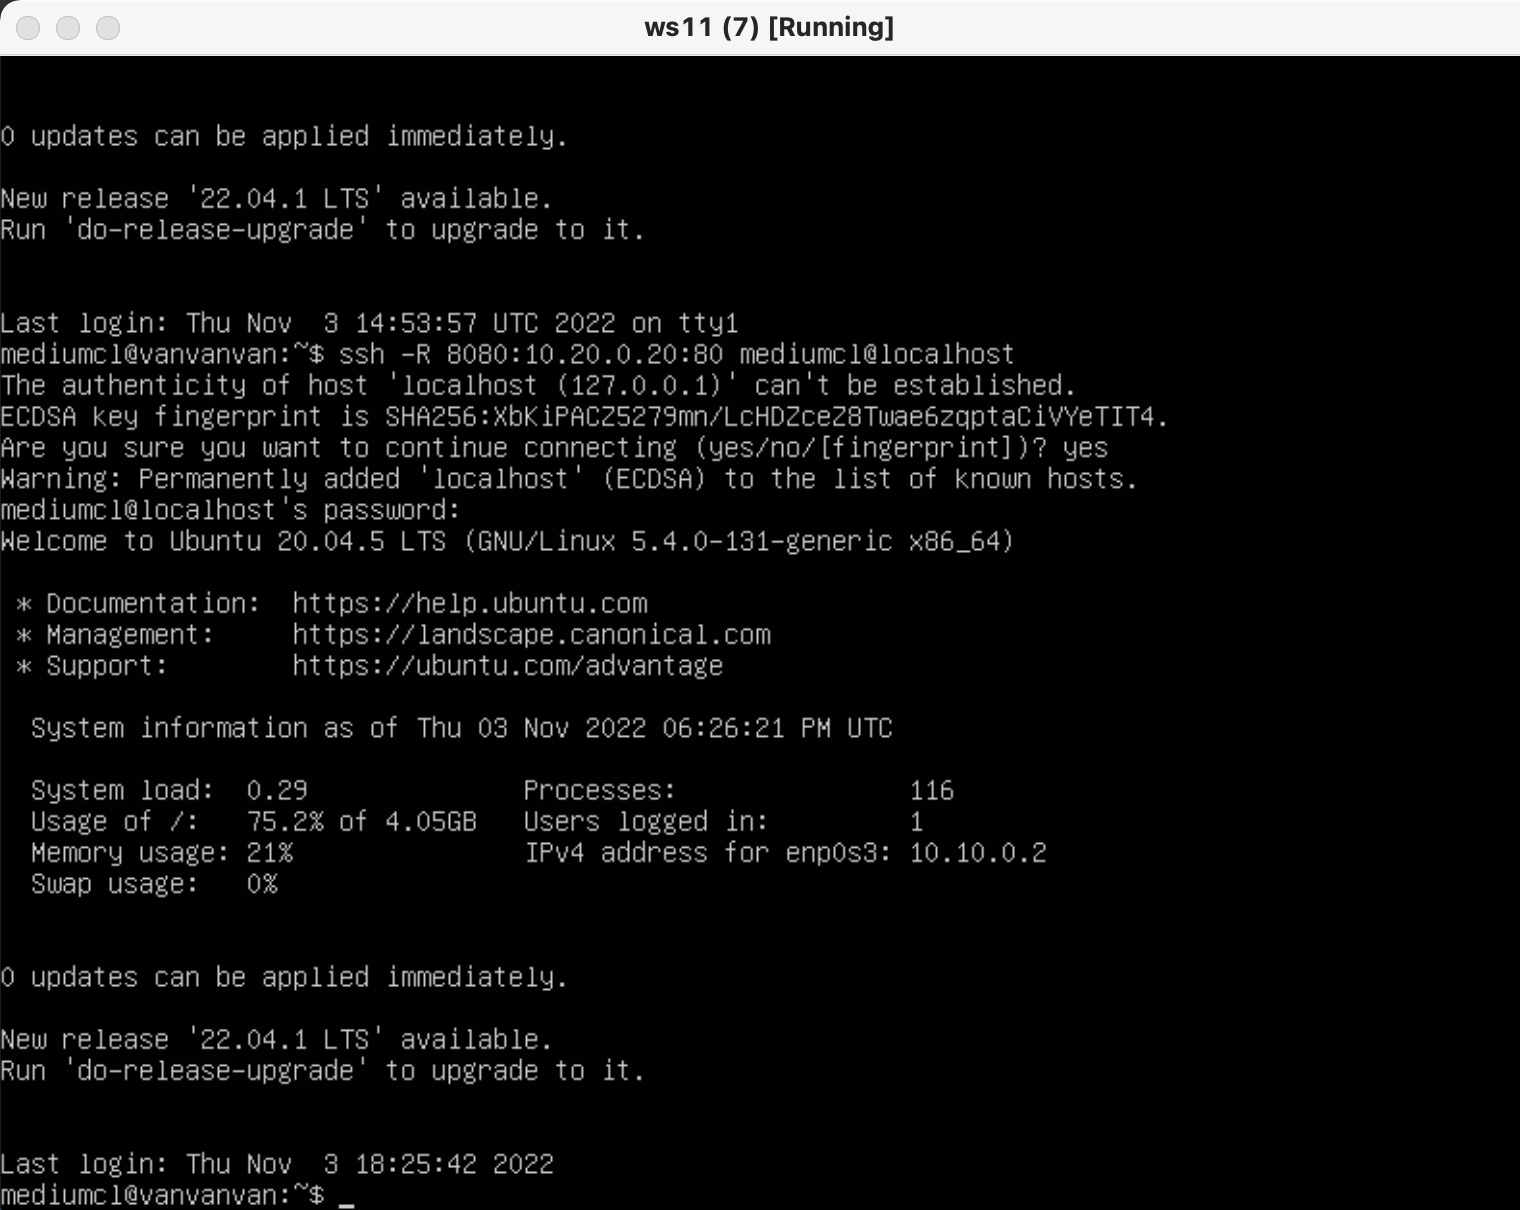 ws11 (7) [Running]
0 updates can be applied immediately.
New release '22.04.1 LTS' available.
Run 'do-release-upgrade' to upgrade to it.
Last login: Thu Nov  3 14:53:57 UTC 2022 on tty1
mediumcl@vanvanvan:~$ ssh -R 8080:10.20.0.20:80 mediumcl@localhost
The authenticity of host 'localhost (127.0.0.1)' can't be established.
ECDSA key fingerprint is SHA256:XbKiPACZ5279mn/LcHDZceZ8Twae6zqptaCiVYeTIT4.
Are you sure you want to continue connecting (yes/no/[fingerprint])? yes
Warning: Permanently added 'localhost' (ECDSA) to the list of known hosts.
mediumcl@localhost's password:
Welcome to Ubuntu 20.04.5 LTS (GNU/Linux 5.4.0-131-generic x86_64)
* Documentation:  https://help.ubuntu.com
* Management:     https://landscape.canonical.com
* Support:        https://ubuntu.com/advantage
System information as of Thu 03 Nov 2022 06:26:21 PM UTC
System load:  0.29              Processes:               116
Usage of /:   75.2% of 4.05GB   Users logged in:         1
Memory usage: 21%               IPv4 address for enp0s3: 10.10.0.2
Swap usage:   0%
0 updates can be applied immediately.
New release '22.04.1 LTS' available.
Run 'do-release-upgrade' to upgrade to it.
Last login: Thu Nov  3 18:25:42 2022
mediumcl@vanvanvan:~$ _